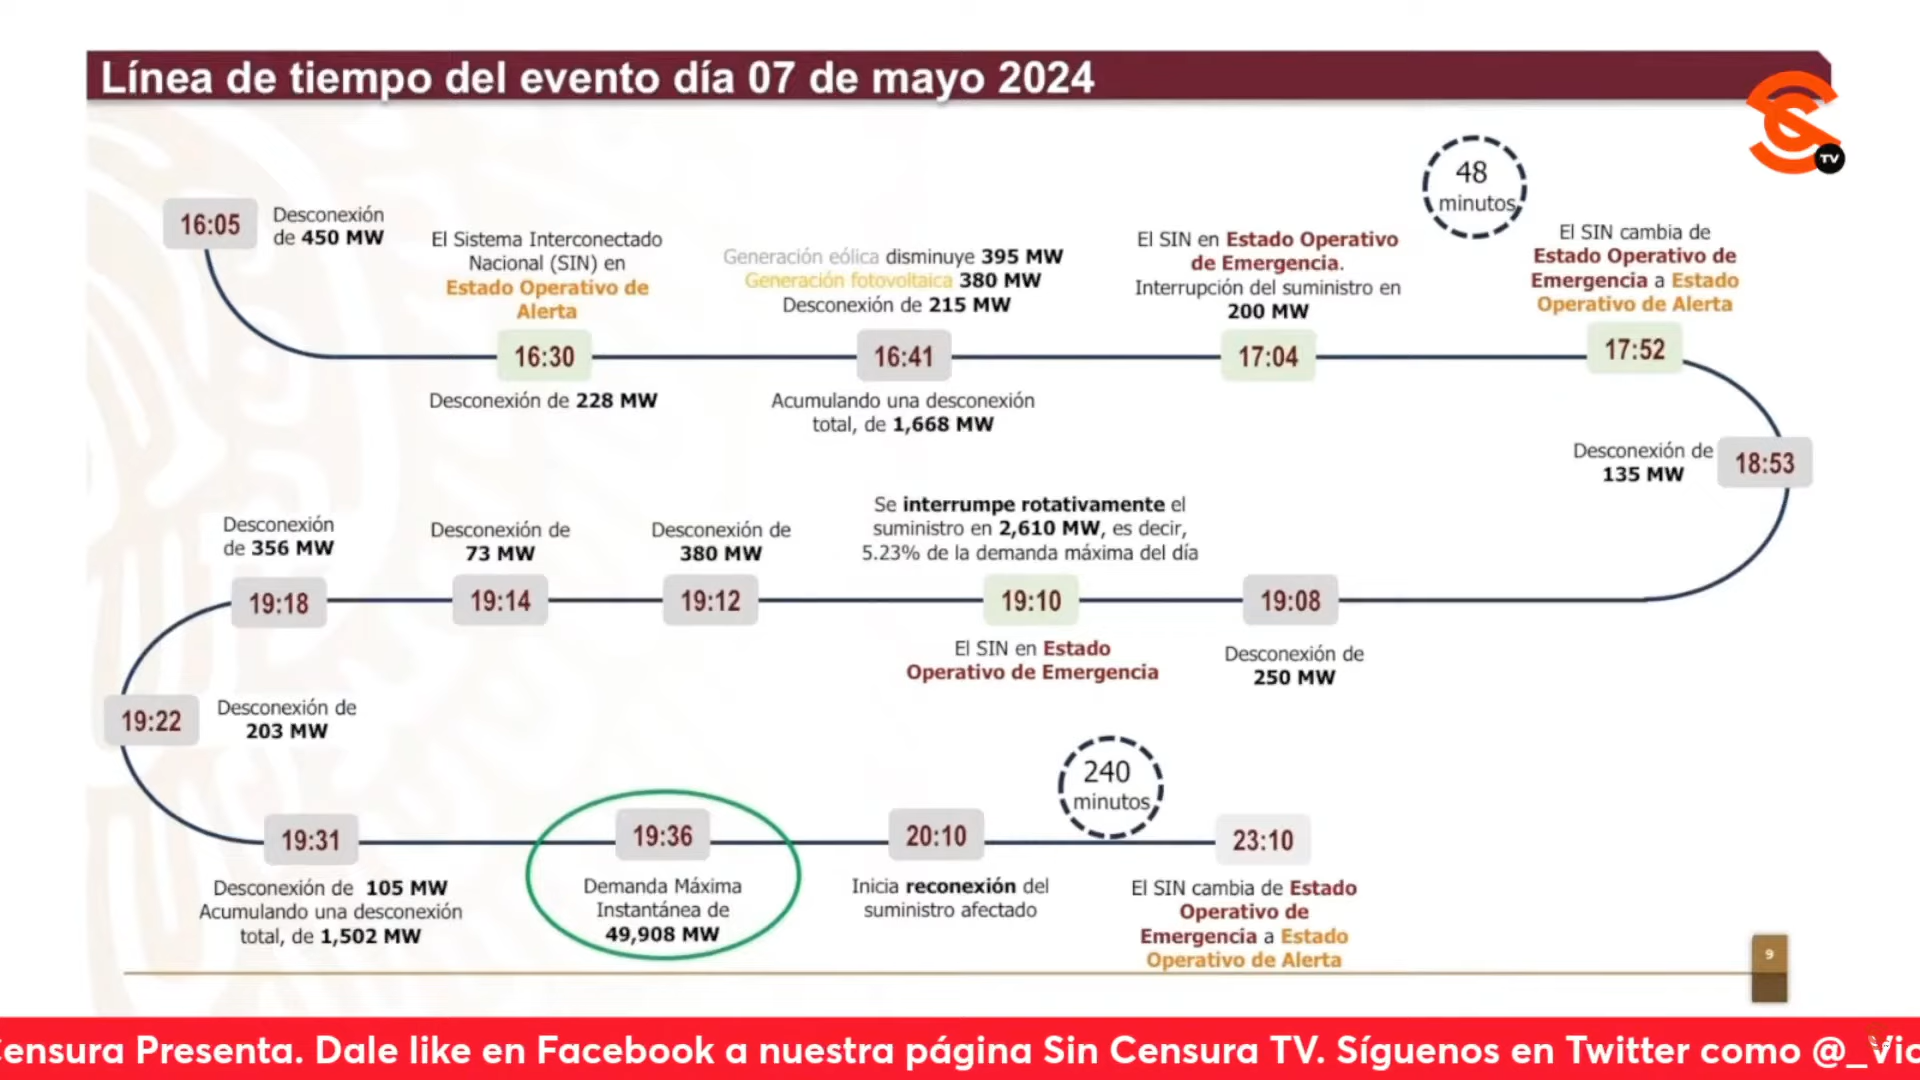 Línea de tiempo del evento día 07 de mayo 2024
TV
48
minutos
16:05
Desconexión
de 450 MW
El Sistema Interconectado
Nacional (SIN) en
Estado Operativo de
Alerta
16:30
Desconexión de 228 MW
Generación eólica disminuye 395 MW
Generación fotovoltaica 380 MW
Desconexión de 215 MW
16:41
Acumulando una desconexión
total, de 1,668 MW
El SIN en Estado Operativo
de Emergencia.
Interrupción del suministro en
200 MW
17:04
El SIN cambia de
Estado Operativo de
Emergencia a Estado
Operativo de Alerta
17:52
Desconexión de
135 MW
18:53
Desconexión
de 356 MW
19:18
Desconexión de
73 MW
19:14
Desconexión de
380 MW
19:12
Se interrumpe rotativamente el
suministro en 2,610 MW, es decir,
5.23% de la demanda máxima del día
19:10
El SIN en Estado
Operativo de Emergencia
19:08
Desconexión de
250 MW
19:22
Desconexión de
203 MW
240
minutos
19:31
Desconexión de 105 MW
Acumulando una desconexión
total, de 1,502 MW
19:36
Demanda Máxima
Instantánea de
49,908 MW
20:10
Inicia reconexión del
suministro afectado
23:10
El SIN cambia de Estado
Operativo de
Emergencia a Estado
Operativo de Alerta
9
ensura Presenta. Dale like en Facebook a nuestra página Sin Censura TV. Síguenos en Twitter como @_Vic